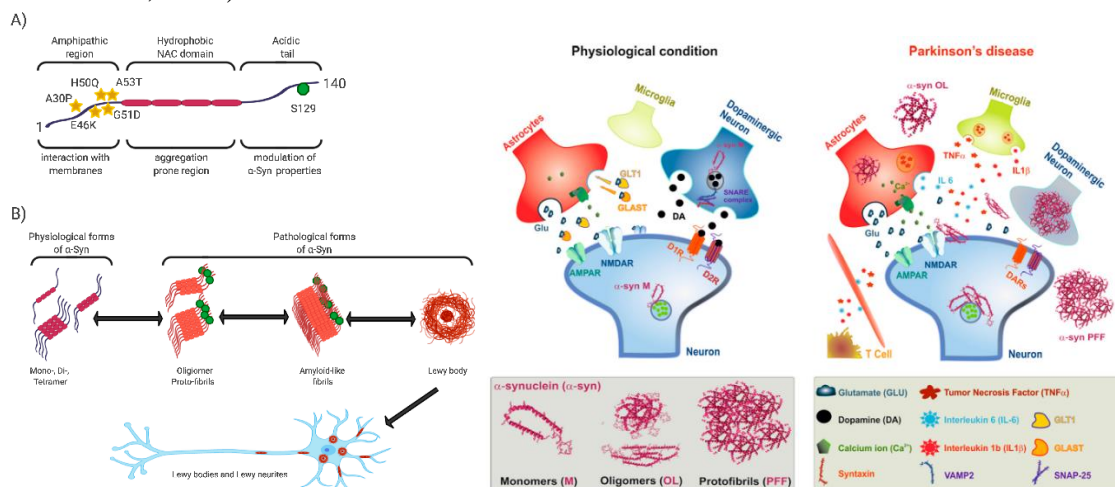 A)
Amphipathic
region
Hydrophobic
NAC domain
Acidic
tail
H50Q
A53T
A30P
E46K
G51D
1
140
S129
interaction with
membranes
aggregation
prone region
modulation of
α-Syn properties
B)
Physiological forms
of α-Syn
Pathological forms
of α-Syn
Mono-, Di-,
Tetramer
Oligiomer
Proto-fibrils
Amyloid-like
fibrils
Lewy body
Lewy bodies and Lewy neurites
Physiological condition
Microglia
Astrocytes
Dopaminergic
Neuron
α-syn M
SNARE
complex
GLT1
GLAST
Glu
DA
D1R
D2R
NMDAR
AMPAR
α-syn M
Neuron
Parkinson's disease
α-syn OL
Microglia
Astrocytes
TNFα
IL1β
Dopaminergic
Neuron
Ca²⁺
IL 6
Glu
NMDAR
AMPAR
DARs
α-syn PFF
T Cell
Neuron
α-synuclein (α-syn)
Monomers (M)
Oligomers (OL)
Protofibrils (PFF)
Glutamate (GLU)
Tumor Necrosis Factor (TNFα)
Dopamine (DA)
Interleukin 6 (IL-6)
GLT1
Calcium ion (Ca²⁺)
Interleukin 1b (IL1β)
GLAST
Syntaxin
VAMP2
SNAP-25